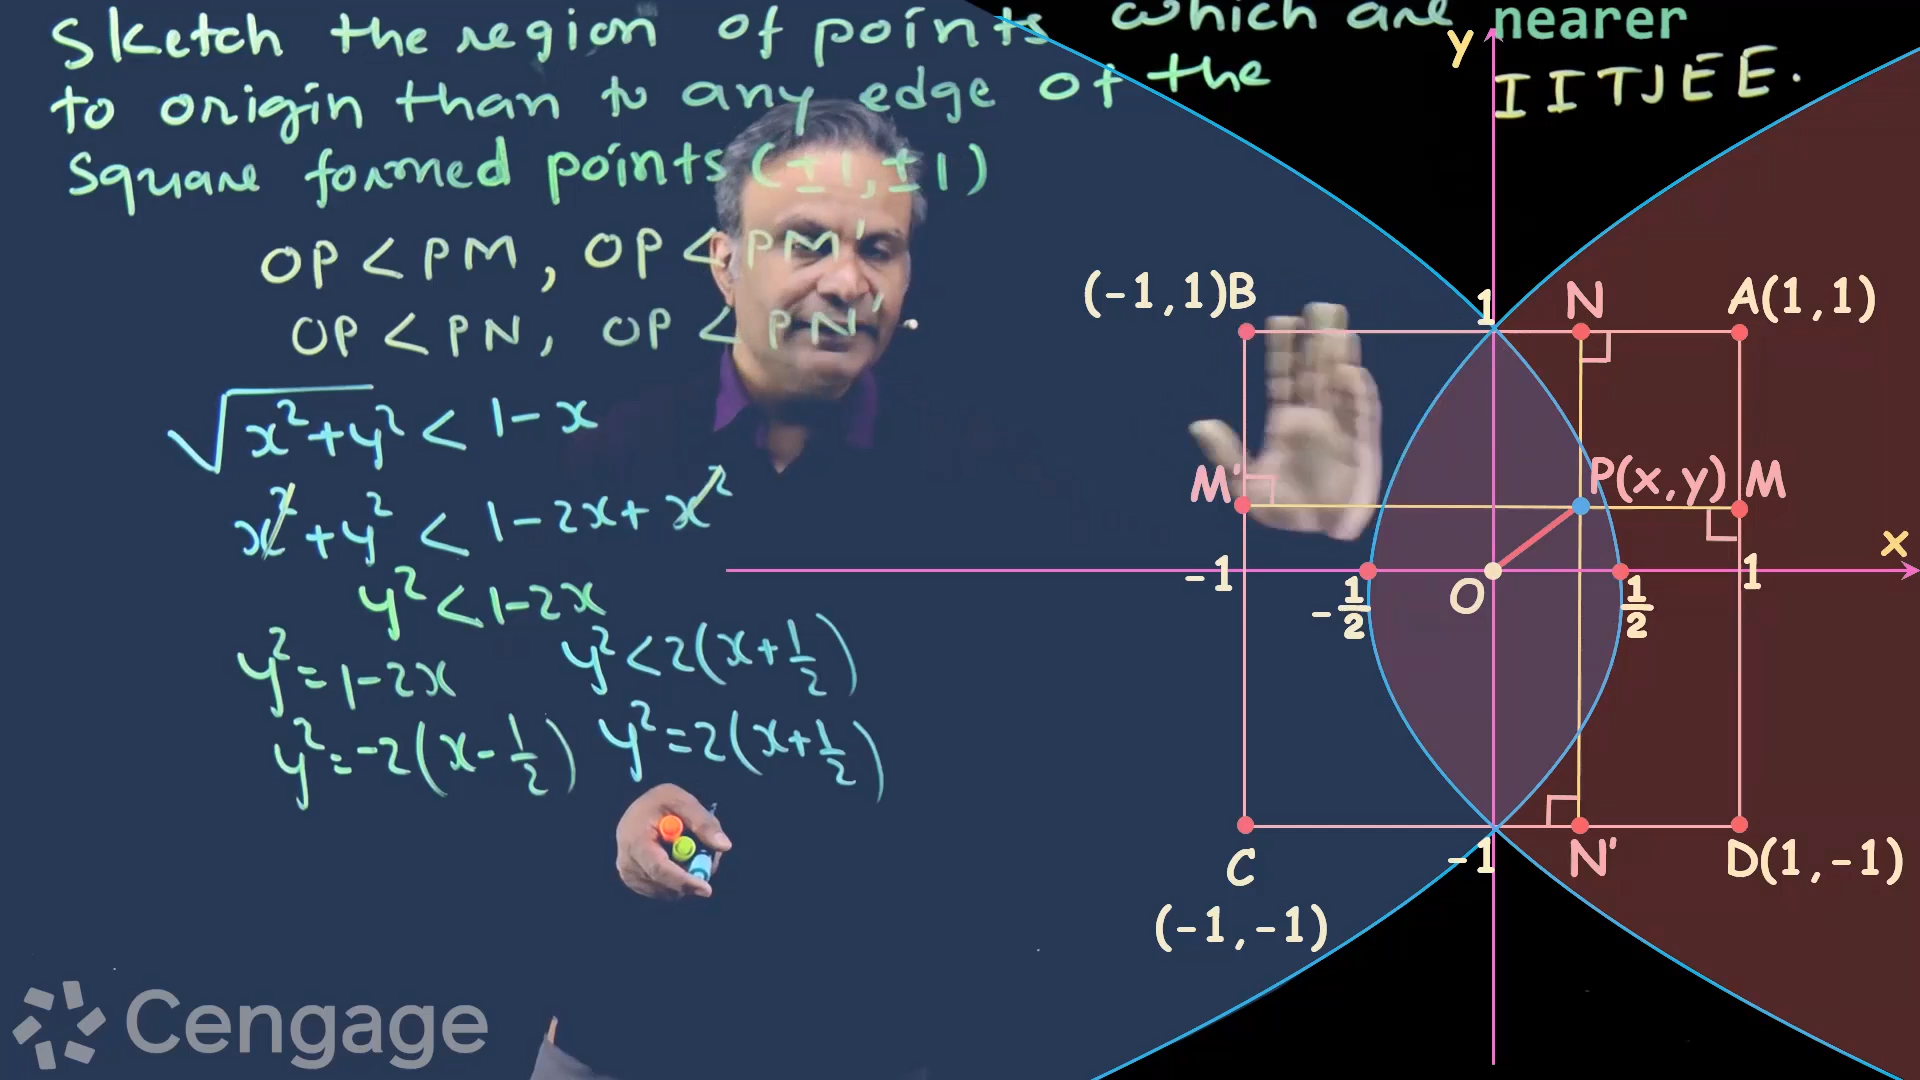 Sketch the region of points which are nearer
to origin than to any edge of the IITJEE.
Square formed points (±1,±1)
OP < PM , OP < PM'
OP < PN, OP < PN'
√x²+y² < 1-x
x²+y² < 1-2x+x²
y² < 1-2x
y²=1-2x y²<2(x+1/2)
y²=-2(x-1/2) y²=2(x+1/2)
Cengage
y
(-1,1)B 1 N A(1,1)
M' P(x,y) M
x
-1 -1/2 O 1/2 1
C -1 N' D(1,-1)
(-1,-1)